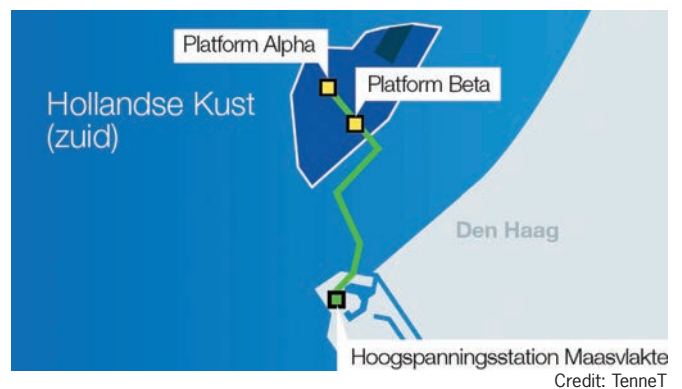 Platform Alpha
Platform Beta
Hollandse Kust
(zuid)
Den Haag
Hoogspanningsstation Maasvlakte
Credit: TenneT